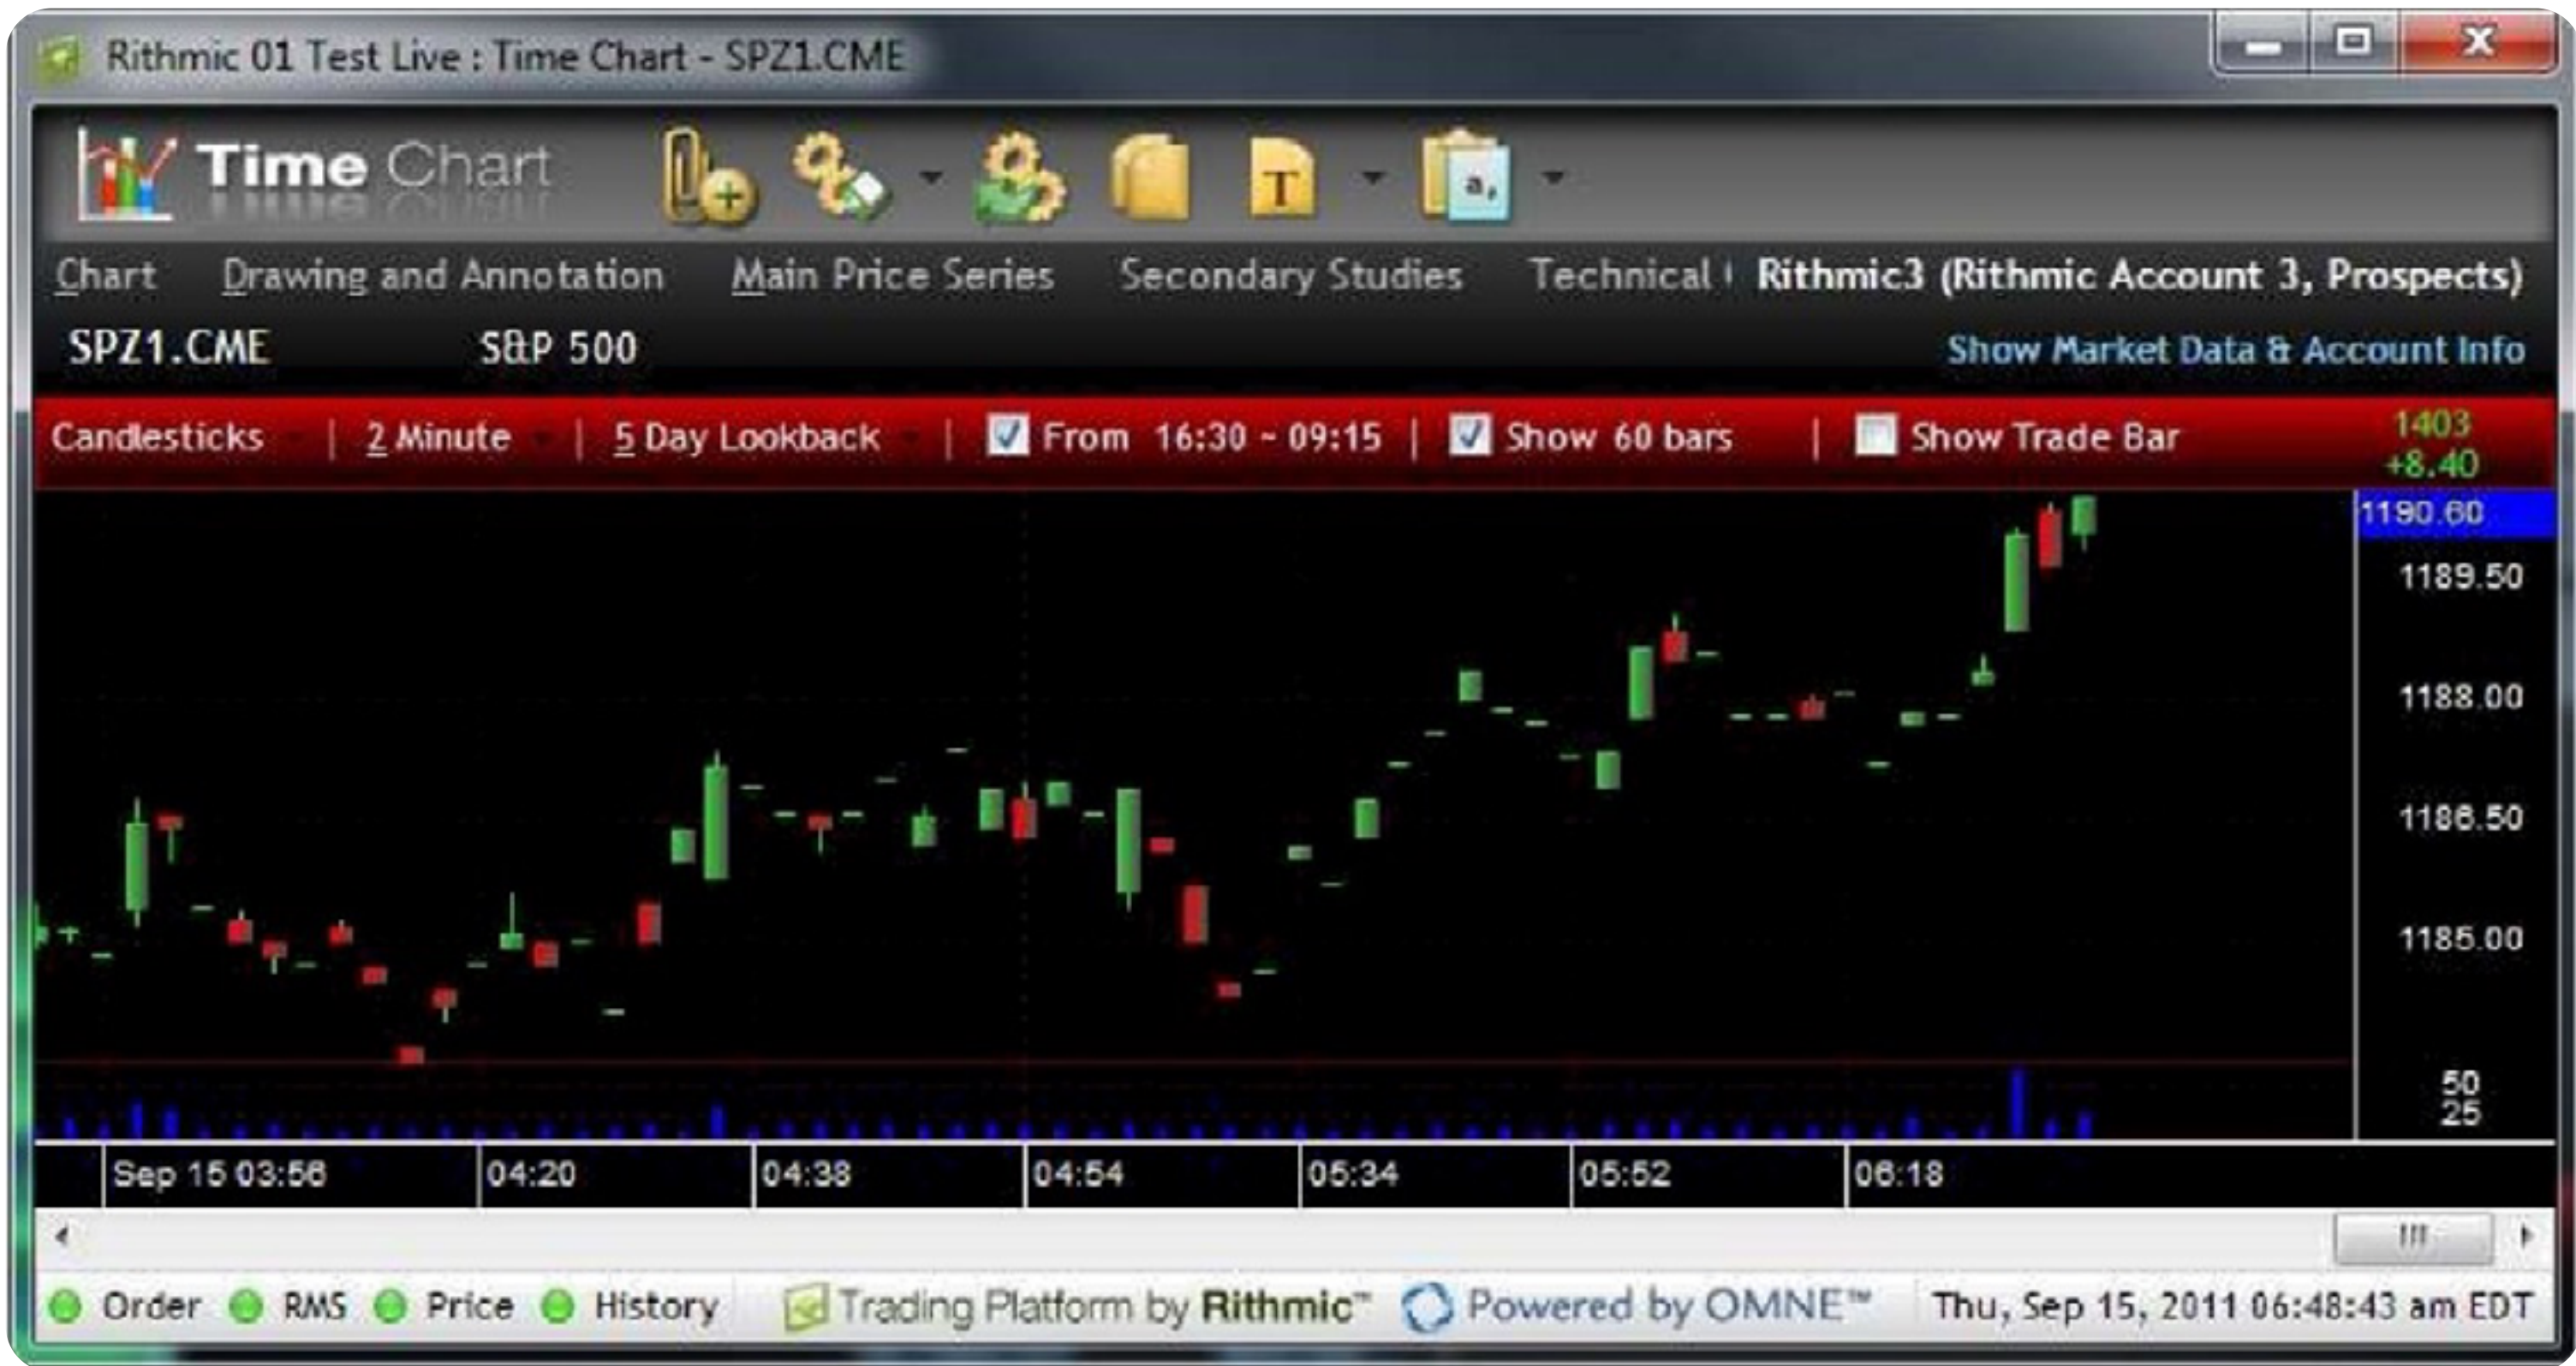 Rithmic 01 Test Live : Time Chart - SPZ1.CME
Time Chart
T
a,
Chart Drawing and Annotation Main Price Series Secondary Studies Technical Rithmic3 (Rithmic Account 3, Prospects)
SPZ1.CME S&P 500 Show Market Data & Account Info
Candlesticks | 2 Minute | 5 Day Lookback | From 16:30 ~ 09:15 | Show 60 bars | Show Trade Bar
1403
+8.40
1190.60
1189.50
1188.00
1186.50
1185.00
50
25
Sep 15 03:56 04:20 04:38 04:54 05:34 05:52 06:18
Order RMS Price History Trading Platform by Rithmic™ Powered by OMNE™ Thu, Sep 15, 2011 06:48:43 am EDT